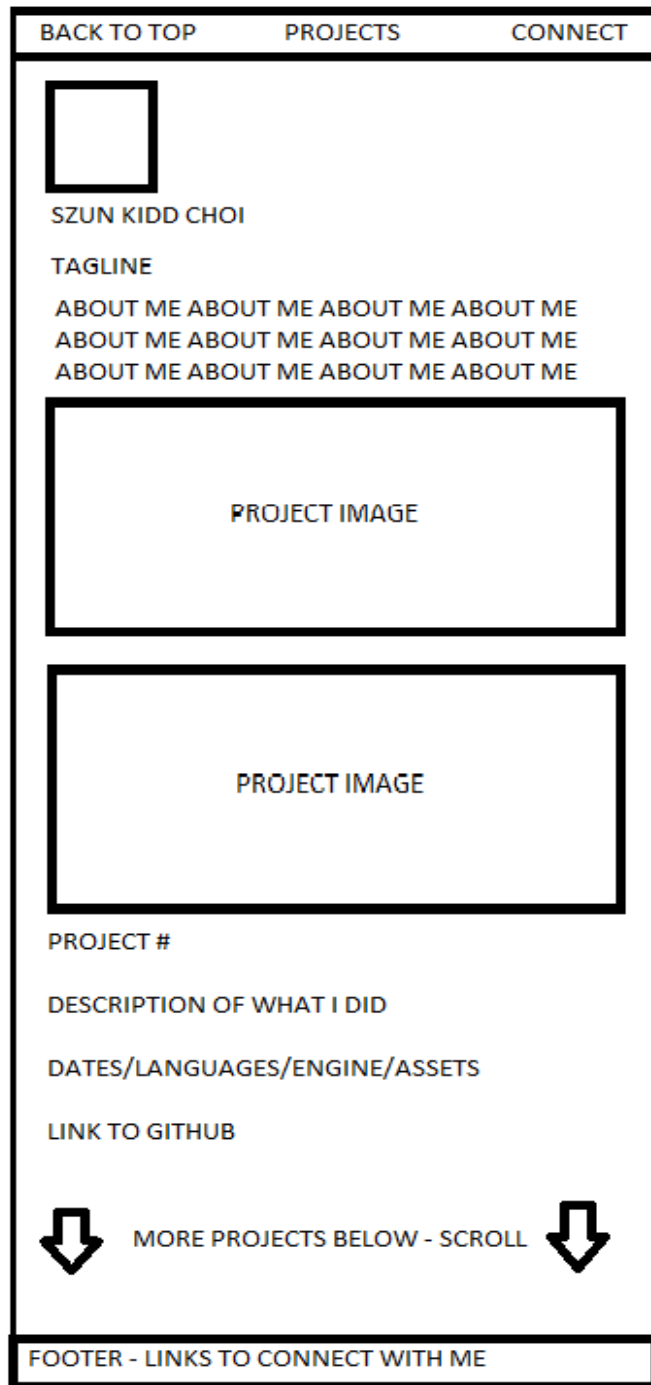 BACK TO TOP PROJECTS CONNECT
SZUN KIDD CHOI
TAGLINE
ABOUT ME ABOUT ME ABOUT ME ABOUT ME
ABOUT ME ABOUT ME ABOUT ME ABOUT ME
ABOUT ME ABOUT ME ABOUT ME ABOUT ME
PROJECT IMAGE
PROJECT IMAGE
PROJECT #
DESCRIPTION OF WHAT I DID
DATES/LANGUAGES/ENGINE/ASSETS
LINK TO GITHUB
MORE PROJECTS BELOW - SCROLL
FOOTER - LINKS TO CONNECT WITH ME